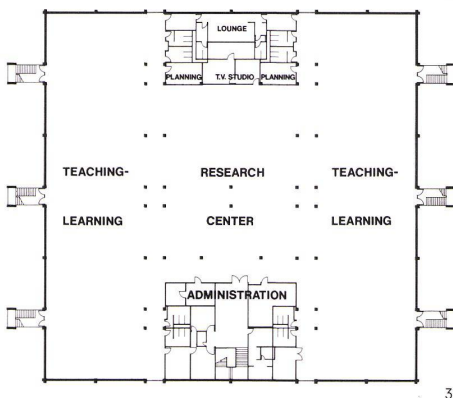 LOUNGE
PLANNING T.V. STUDIO PLANNING
TEACHING- RESEARCH TEACHING-
LEARNING CENTER LEARNING
ADMINISTRATION
3